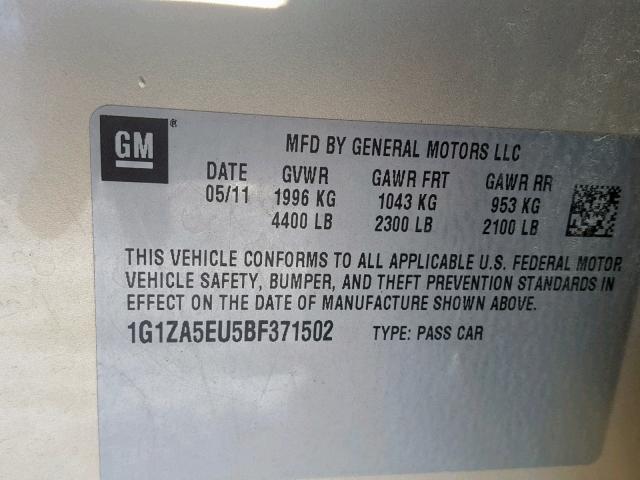 GM®
MFD BY GENERAL MOTORS LLC
DATE GVWR GAWR FRT GAWR RR
05/11 1996 KG 1043 KG 953 KG
4400 LB 2300 LB 2100 LB
THIS VEHICLE CONFORMS TO ALL APPLICABLE U.S. FEDERAL MOTOR
VEHICLE SAFETY, BUMPER, AND THEFT PREVENTION STANDARDS IN
EFFECT ON THE DATE OF MANUFACTURE SHOWN ABOVE.
1G1ZA5EU5BF371502 TYPE: PASS CAR